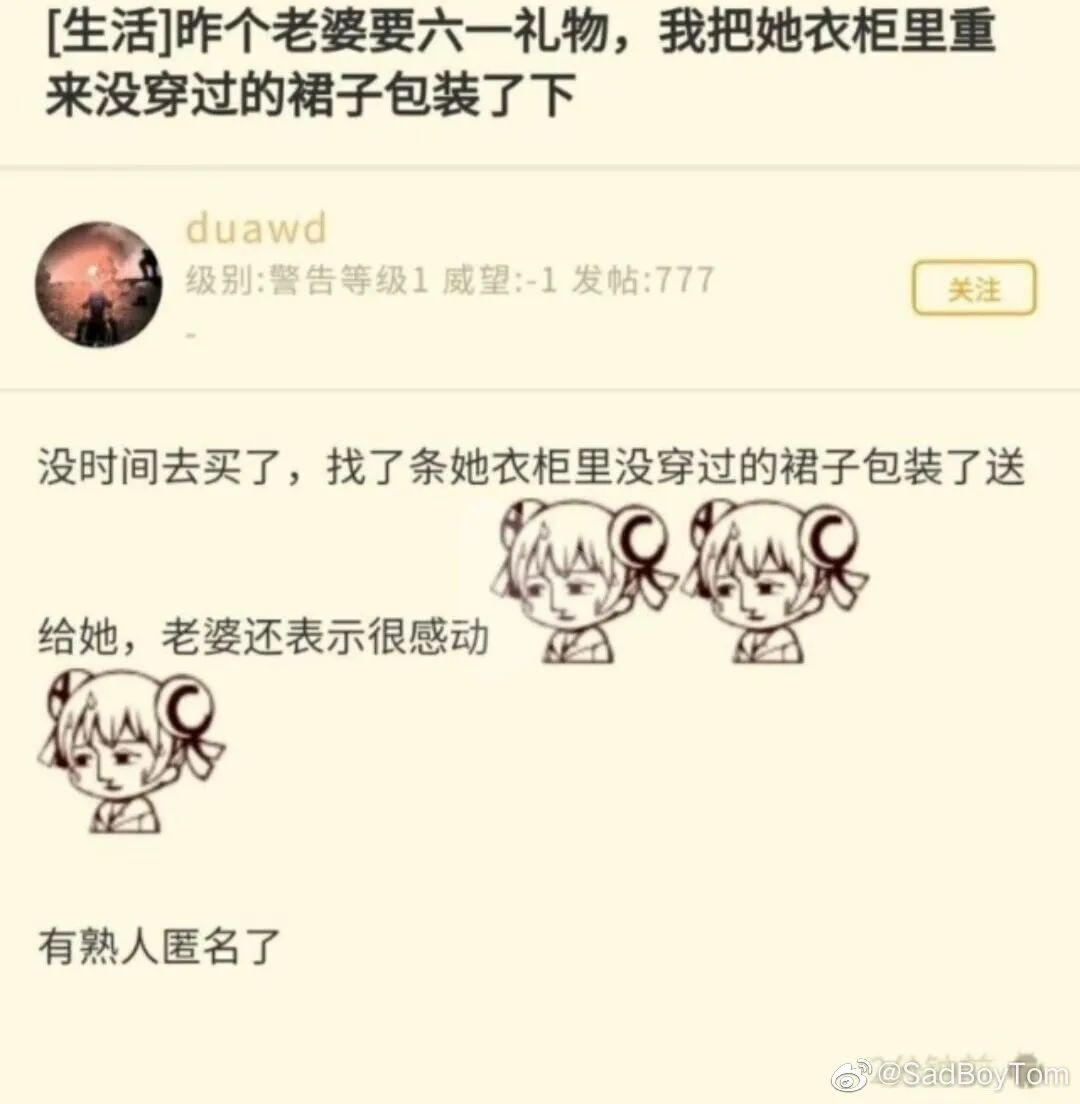 [生活]昨个老婆要六一礼物，我把她衣柜里重
来没穿过的裙子包装了下
duawd
级别:警告等级1 威望:-1 发帖:777
-
关注
没时间去买了，找了条她衣柜里没穿过的裙子包装了送
给她，老婆还表示很感动
有熟人匿名了
@SadBoyTom